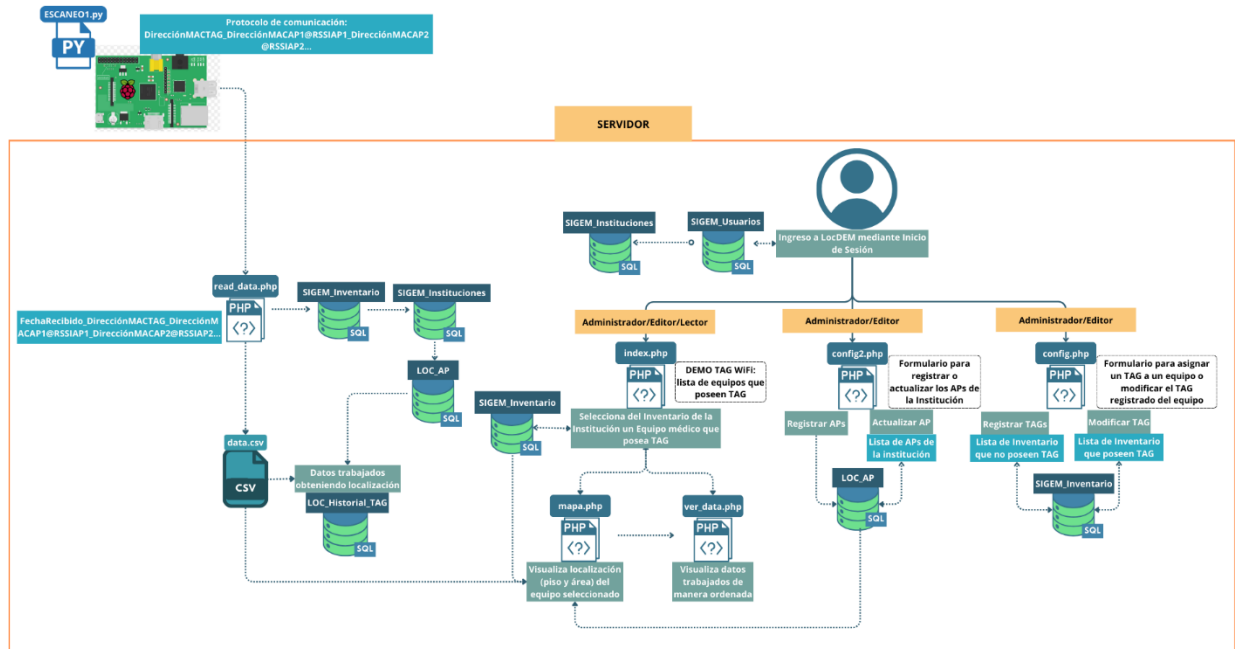 ESCANEO1.py
PY
Protocolo de comunicación:
DirecciónMACTAG_DirecciónMACAP1@RSSIAP1_DirecciónMACAP2
@RSSIAP2...
SERVIDOR
SIGEM_Instituciones
SQL
SIGEM_Usuarios
SQL
Ingreso a LocDEM mediante Inicio
de Sesión
read_data.php
PHP
<?>
FechaRecibido_DirecciónMACTAG_DirecciónM
ACAP1@RSSIAP1_DirecciónMACAP2@RSSIAP2...
SIGEM_Inventario
SQL
SIGEM_Instituciones
SQL
LOC_AP
SQL
data.csv
CSV
Datos trabajados
obteniendo localización
LOC_Historial_TAG
SQL
Administrador/Editor/Lector
index.php
PHP
<?>
DEMO TAG WiFi:
lista de equipos que
poseen TAG
SIGEM_Inventario
SQL
Selecciona del Inventario de la
Institución un Equipo médico que
posea TAG
mapa.php
PHP
<?>
Visualiza localización
(piso y área) del
equipo seleccionado
ver_data.php
PHP
<?>
Visualiza datos
trabajados de
manera ordenada
Administrador/Editor
config2.php
PHP
<?>
Formulario para
registrar o
actualizar los APs de
la Institución
Registrar APs
Actualizar AP
Lista de APs de
la institución
LOC_AP
SQL
Administrador/Editor
config.php
PHP
<?>
Formulario para asignar
un TAG a un equipo o
modificar el TAG
registrado del equipo
Registrar TAGs
Lista de Inventario
que no poseen TAG
Modificar TAG
Lista de Inventario
que poseen TAG
SIGEM_Inventario
SQL